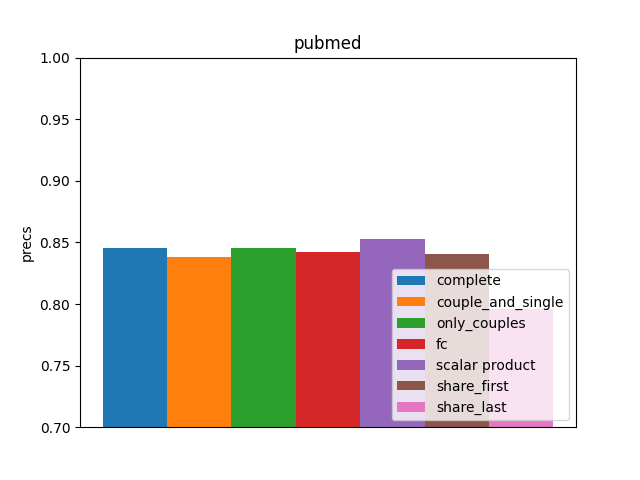 pubmed
precs
1.00
0.95
0.90
0.85
0.80
0.75
0.70
complete
couple_and_single
only_couples
fc
scalar product
share_first
share_last